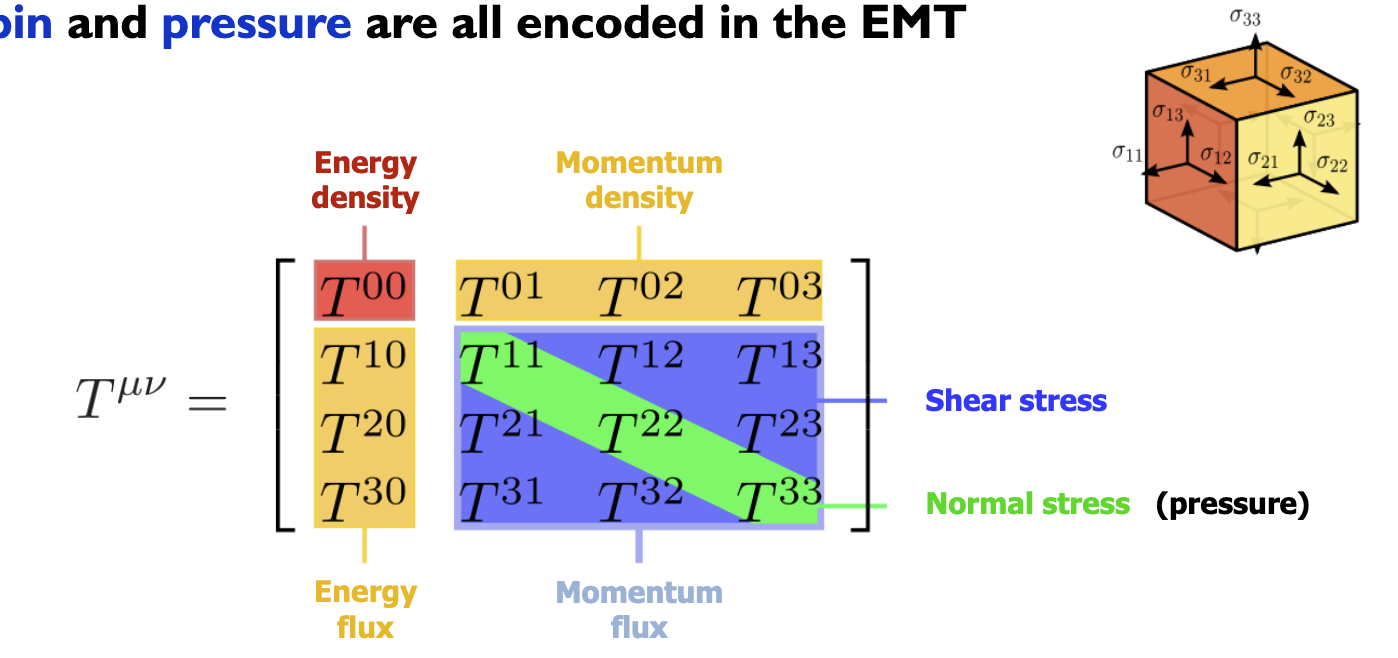 and pressure are all encoded in the EMT
σ33
σ31 σ32
σ13 σ23
σ11 σ12 σ21 σ22
Energy
density
Momentum
density
T^{μν} =
T^{00} T^{01} T^{02} T^{03}
T^{10} T^{11} T^{12} T^{13}
T^{20} T^{21} T^{22} T^{23}
T^{30} T^{31} T^{32} T^{33}
Shear stress
Normal stress (pressure)
Energy
flux
Momentum
flux